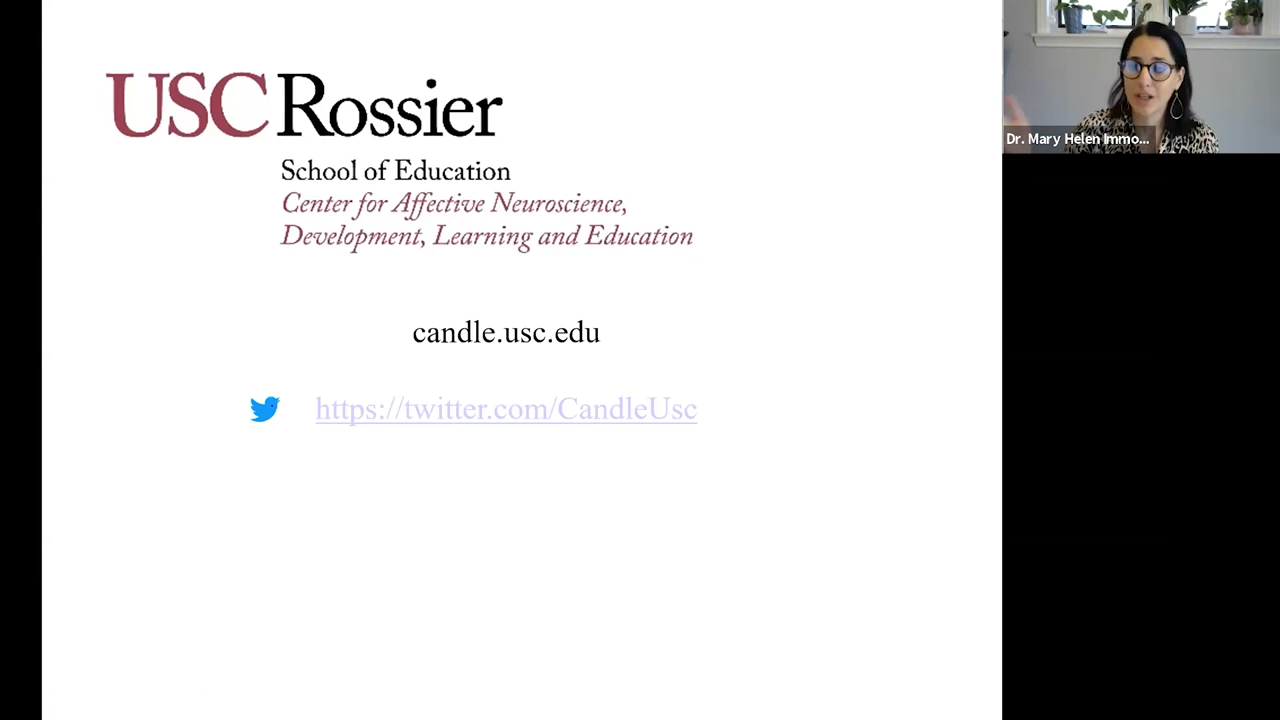 USC Rossier
School of Education
Center for Affective Neuroscience,
Development, Learning and Education
candle.usc.edu
https://twitter.com/CandleUsc
Dr. Mary Helen Immo...